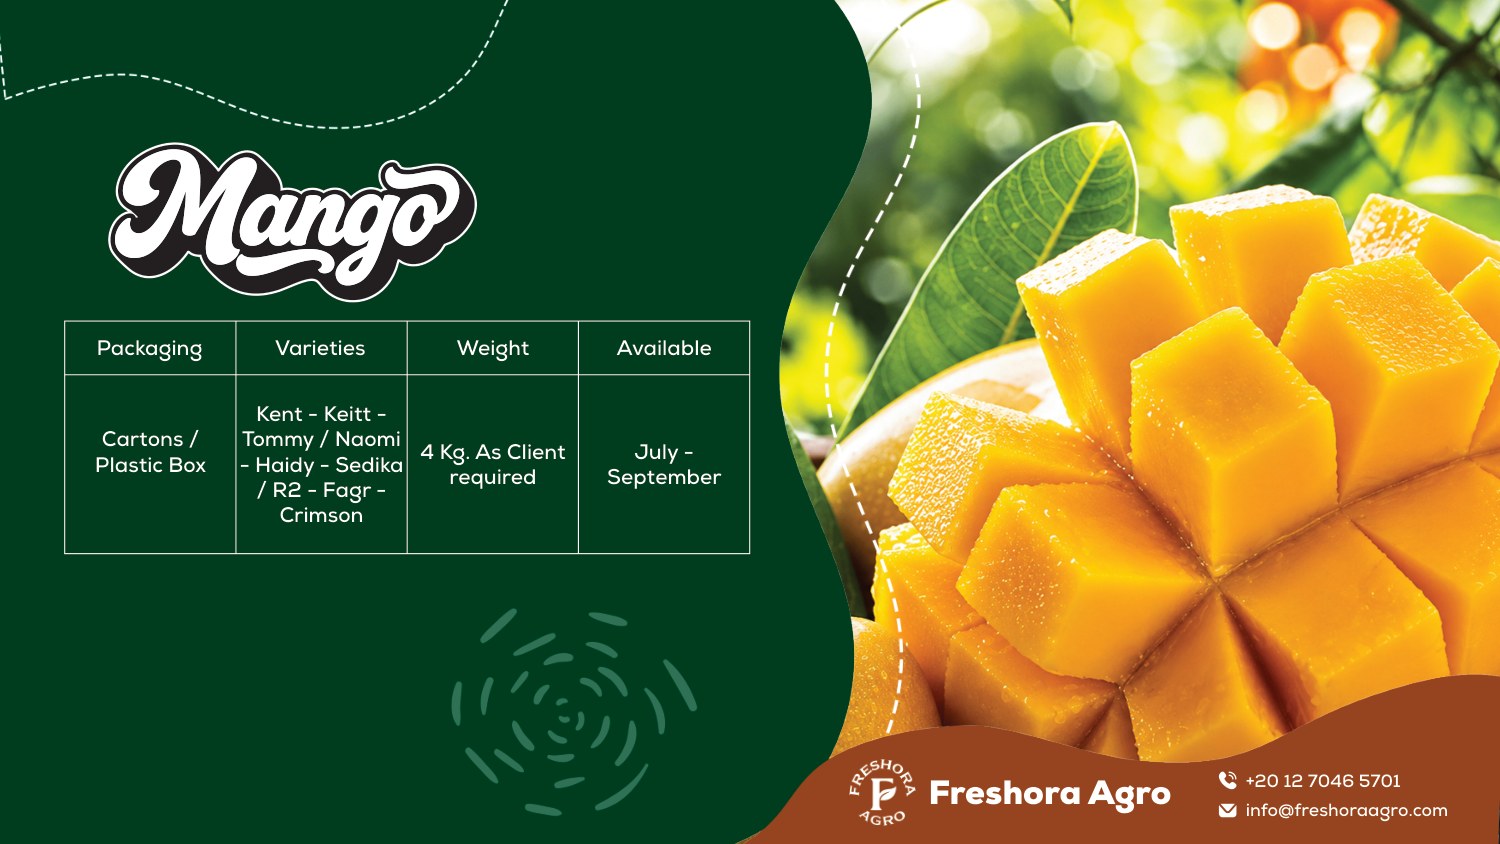 Mango
Packaging
Varieties
Weight
Available
Cartons /
Plastic Box
Kent - Keitt -
Tommy / Naomi
- Haidy - Sedika
/ R2 - Fagr -
Crimson
4 Kg. As Client
required
July -
September
FRESHORA
F
AGRO
Freshora Agro
+20 12 7046 5701
info@freshoraagro.com